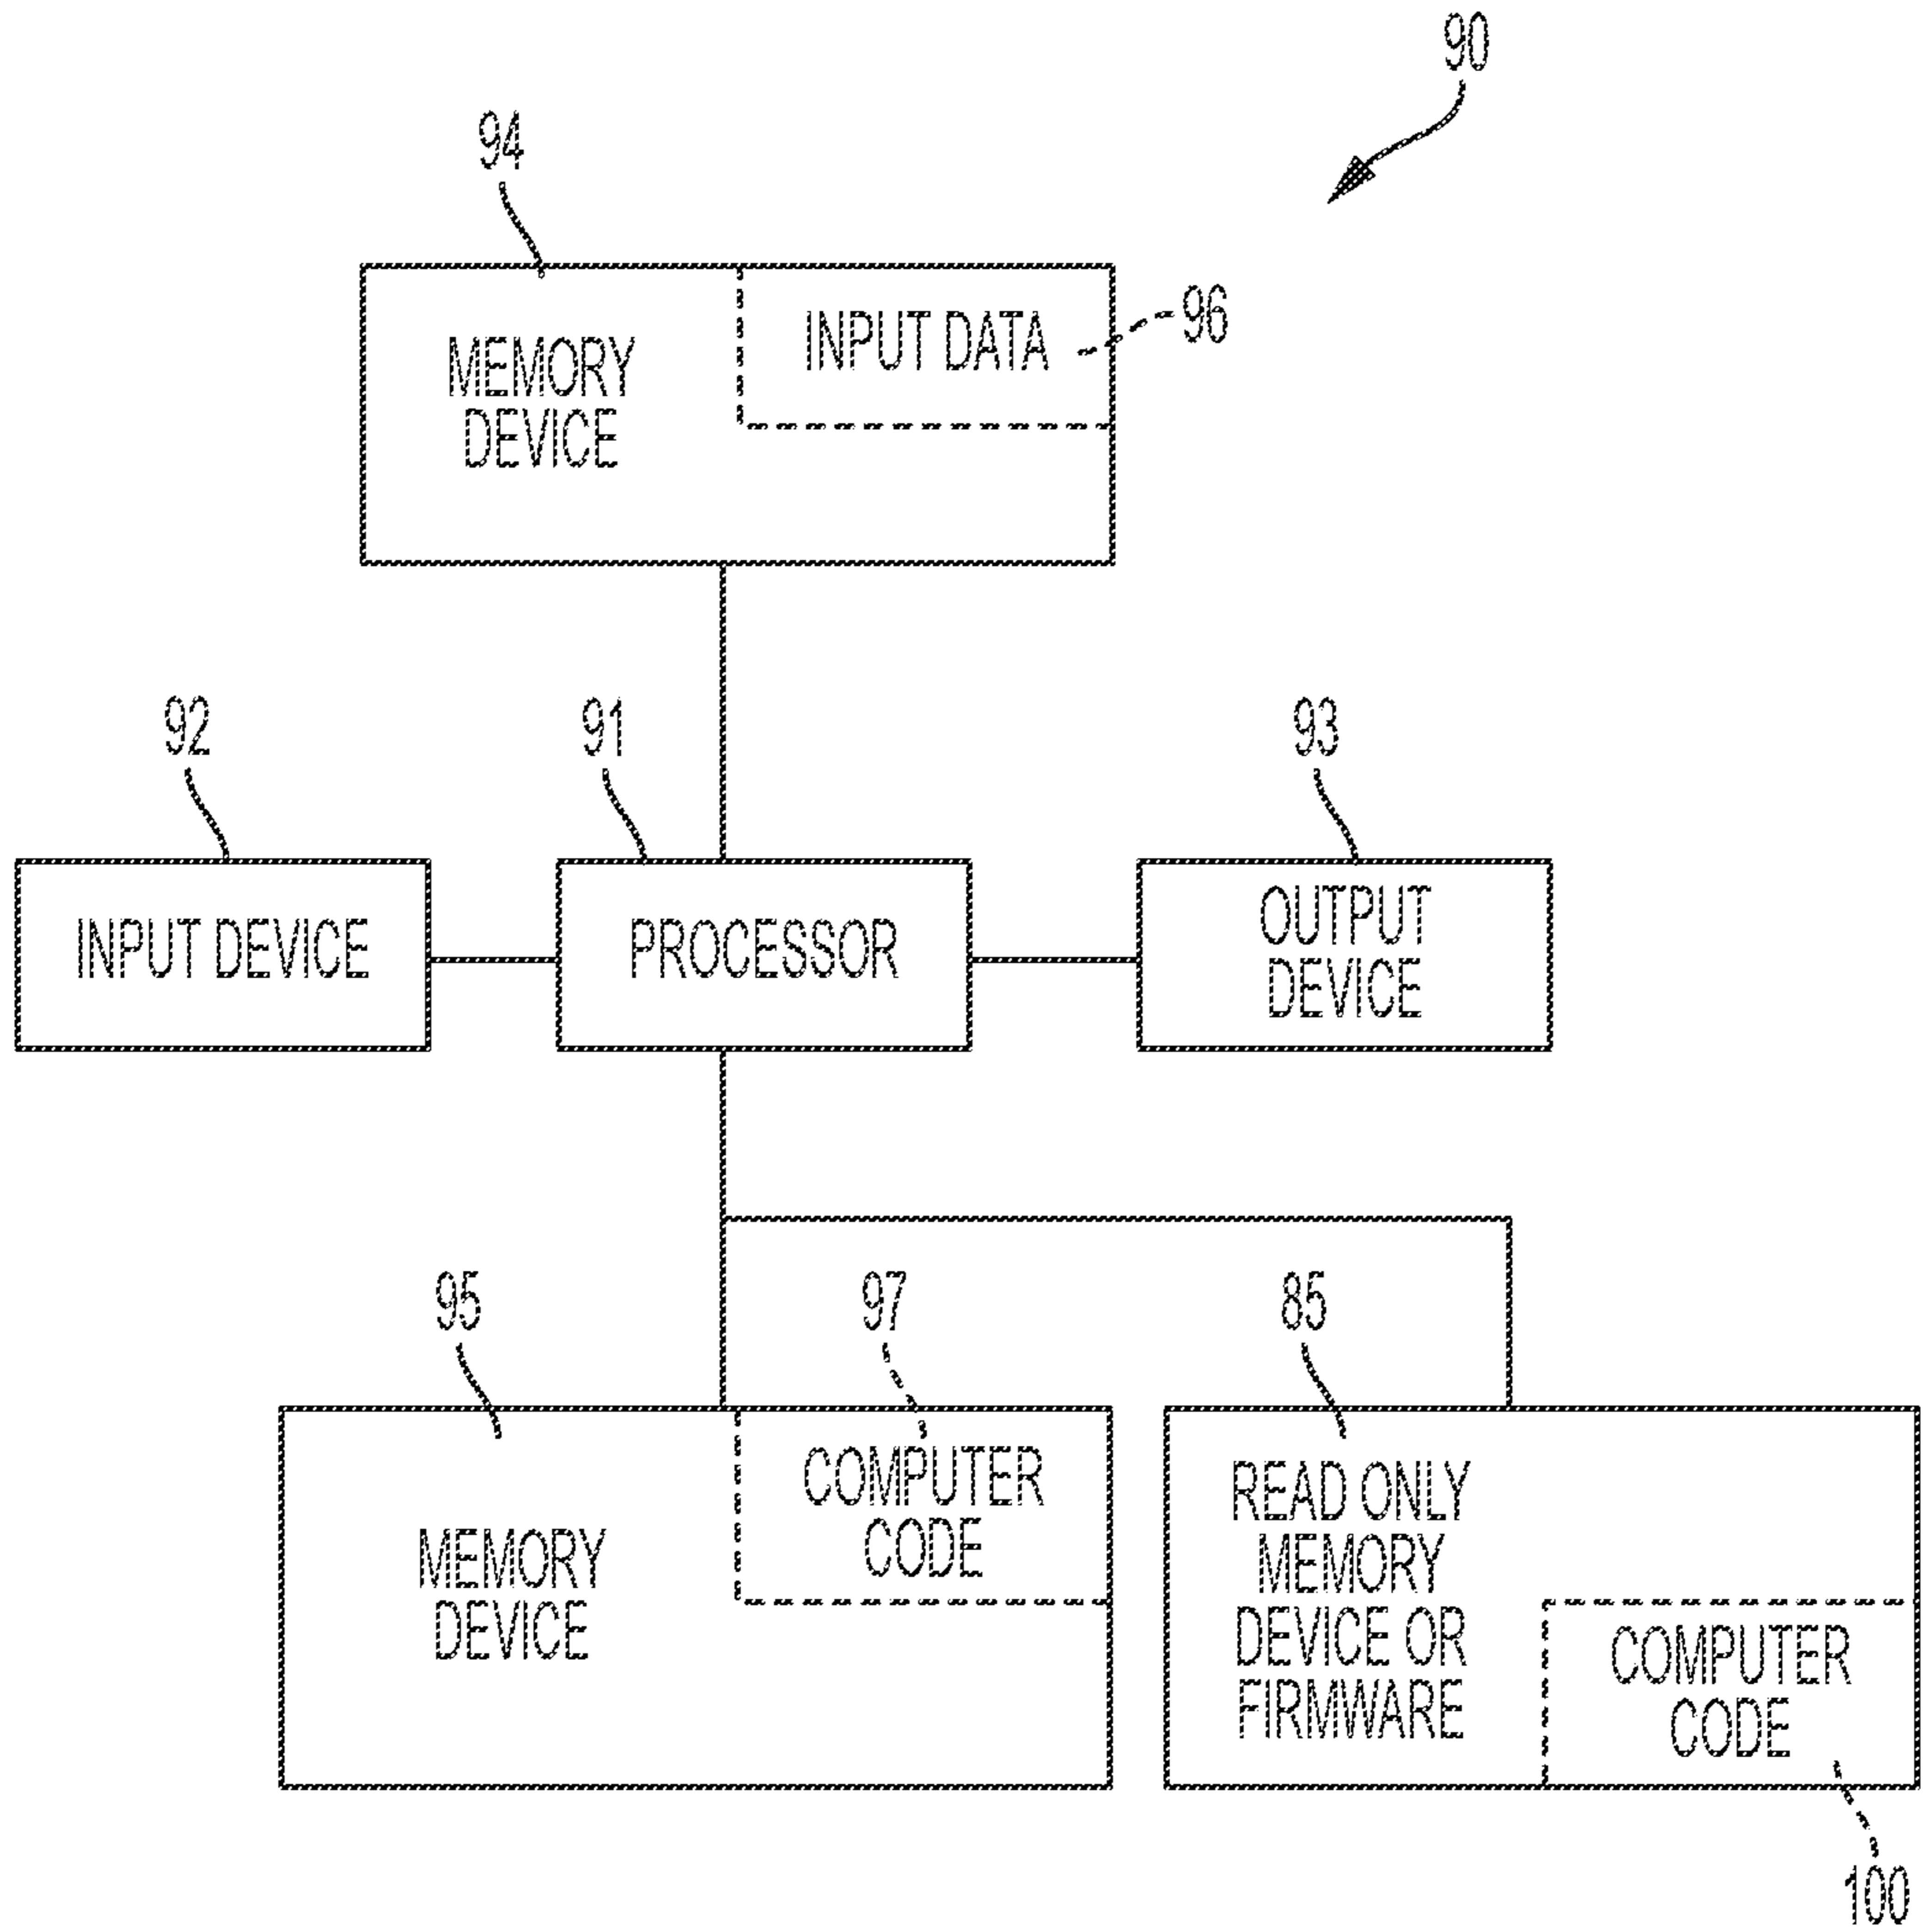 90
94
MEMORY
DEVICE
INPUT DATA
96
92
91
93
INPUT DEVICE
PROCESSOR
OUTPUT
DEVICE
95
97
85
MEMORY
DEVICE
COMPUTER
CODE
READ ONLY
MEMORY
DEVICE OR
FIRMWARE
COMPUTER
CODE
100